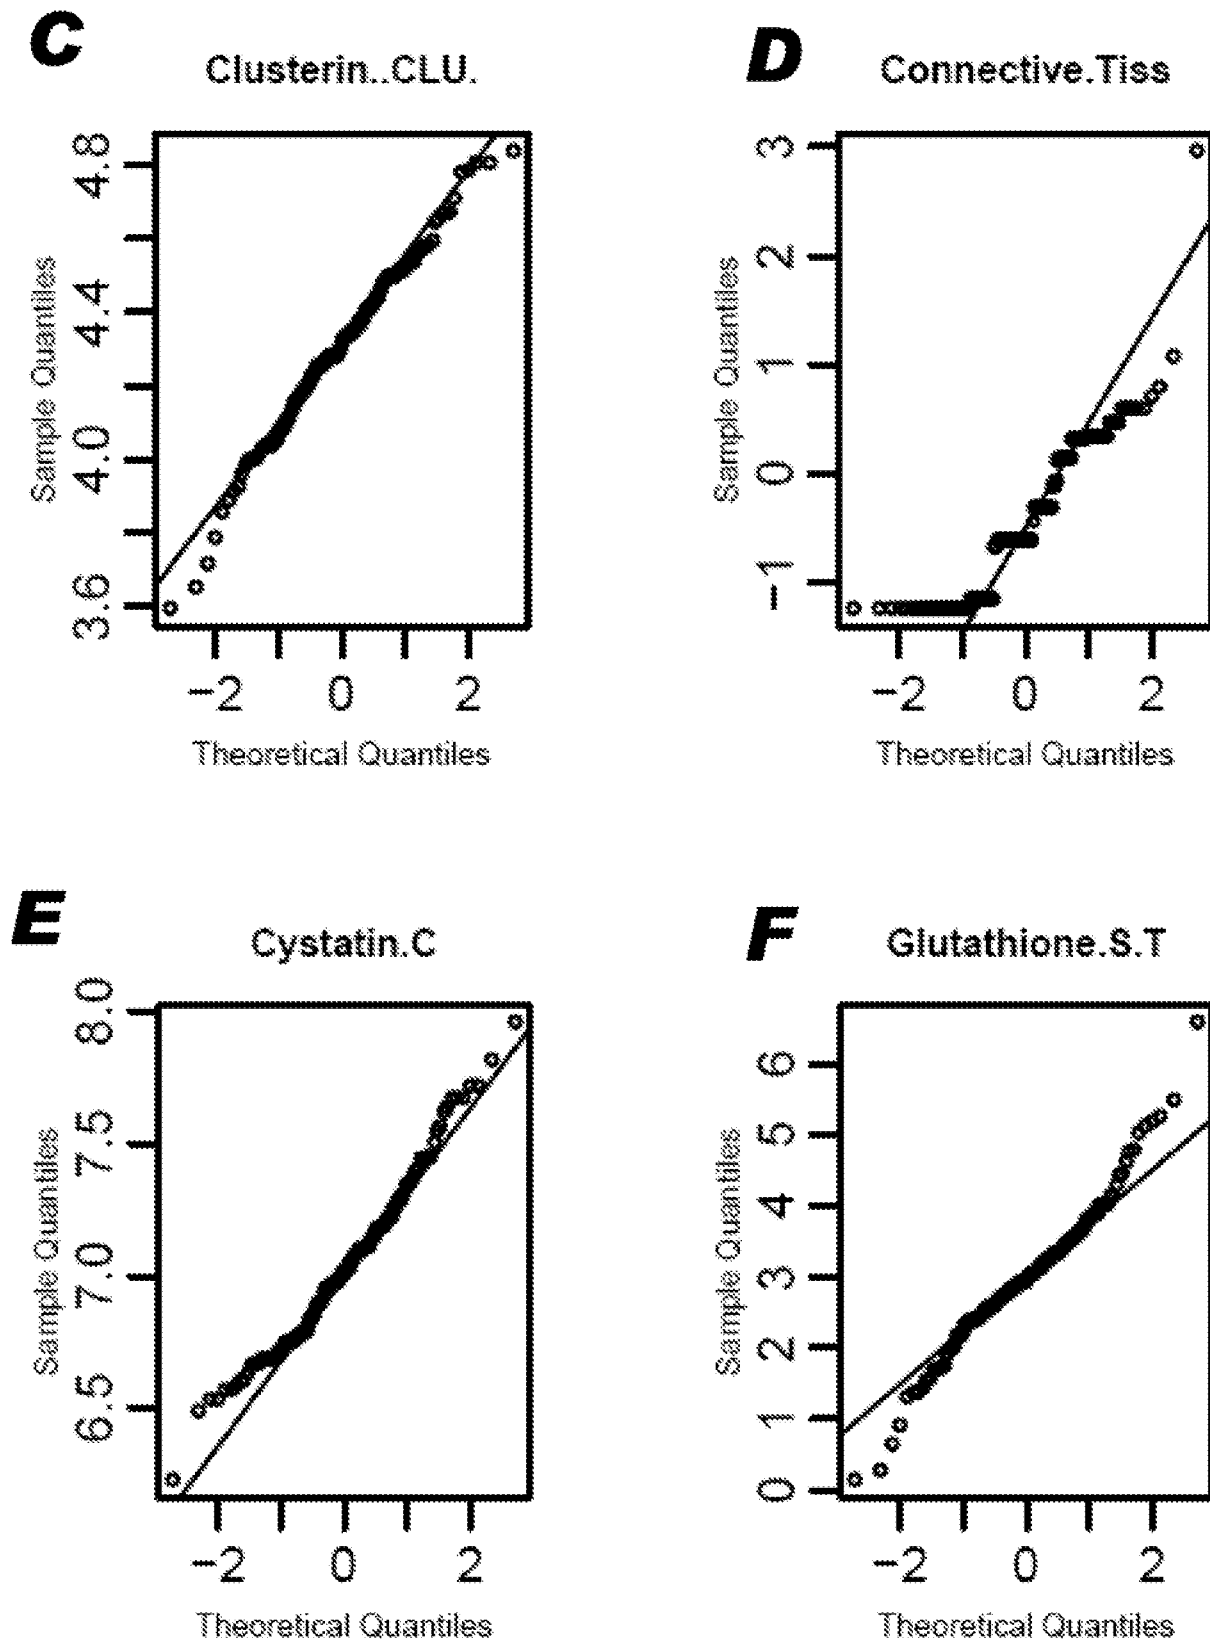 C
Clusterin..CLU.
Sample Quantiles
3.6 4.0 4.4 4.8
−2 0 2
Theoretical Quantiles
D
Connective.Tiss
Sample Quantiles
−1 0 1 2 3
−2 0 2
Theoretical Quantiles
E
Cystatin.C
Sample Quantiles
6.5 7.0 7.5 8.0
−2 0 2
Theoretical Quantiles
F
Glutathione.S.T
Sample Quantiles
0 1 2 3 4 5 6
−2 0 2
Theoretical Quantiles